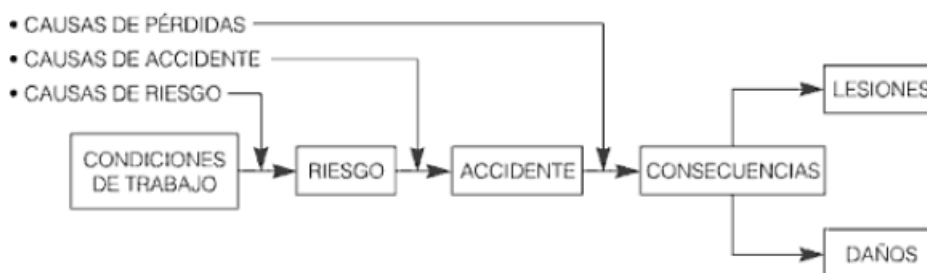 • CAUSAS DE PÉRDIDAS
• CAUSAS DE ACCIDENTE
• CAUSAS DE RIESGO
CONDICIONES
DE TRABAJO
RIESGO
ACCIDENTE
CONSECUENCIAS
LESIONES
DAÑOS